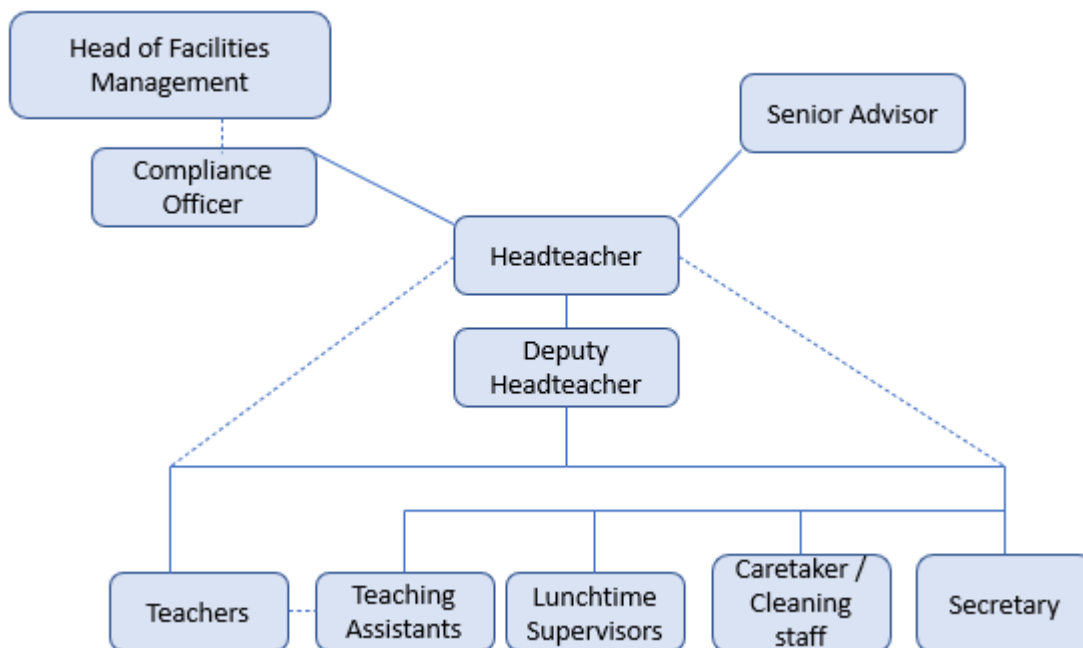 Head of Facilities
Management
Senior Advisor
Compliance
Officer
Headteacher
Deputy
Headteacher
Teachers
Teaching
Assistants
Lunchtime
Supervisors
Caretaker /
Cleaning
staff
Secretary